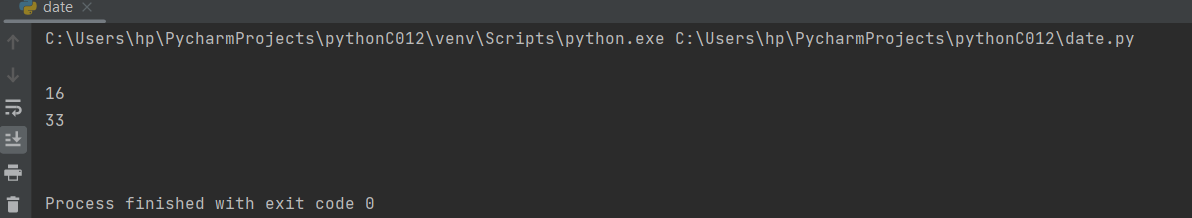 date
C:\Users\hp\PycharmProjects\pythonC012\venv\Scripts\python.exe C:\Users\hp\PycharmProjects\pythonC012\date.py
16
33
Process finished with exit code 0